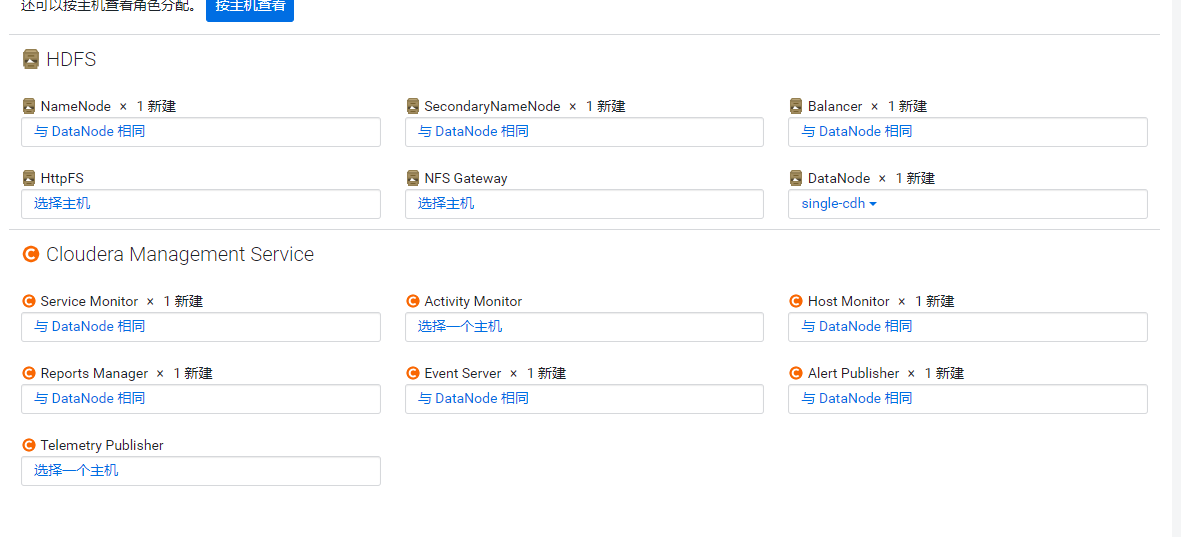 还可以按主机查看角色分配。 按主机查看
HDFS
NameNode × 1 新建
与 DataNode 相同
SecondaryNameNode × 1 新建
与 DataNode 相同
Balancer × 1 新建
与 DataNode 相同
HttpFS
选择主机
NFS Gateway
选择主机
DataNode × 1 新建
single-cdh
Cloudera Management Service
Service Monitor × 1 新建
与 DataNode 相同
Activity Monitor
选择一个主机
Host Monitor × 1 新建
与 DataNode 相同
Reports Manager × 1 新建
与 DataNode 相同
Event Server × 1 新建
与 DataNode 相同
Alert Publisher × 1 新建
与 DataNode 相同
Telemetry Publisher
选择一个主机